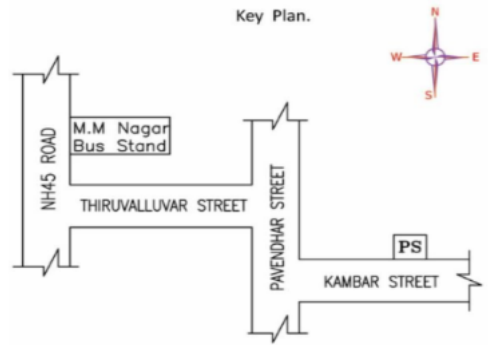 Key Plan.
N
W
E
S
M.M Nagar
Bus Stand
NH45 ROAD
THIRUVALLUVAR STREET
PAVENDHAR STREET
PS
KAMBAR STREET